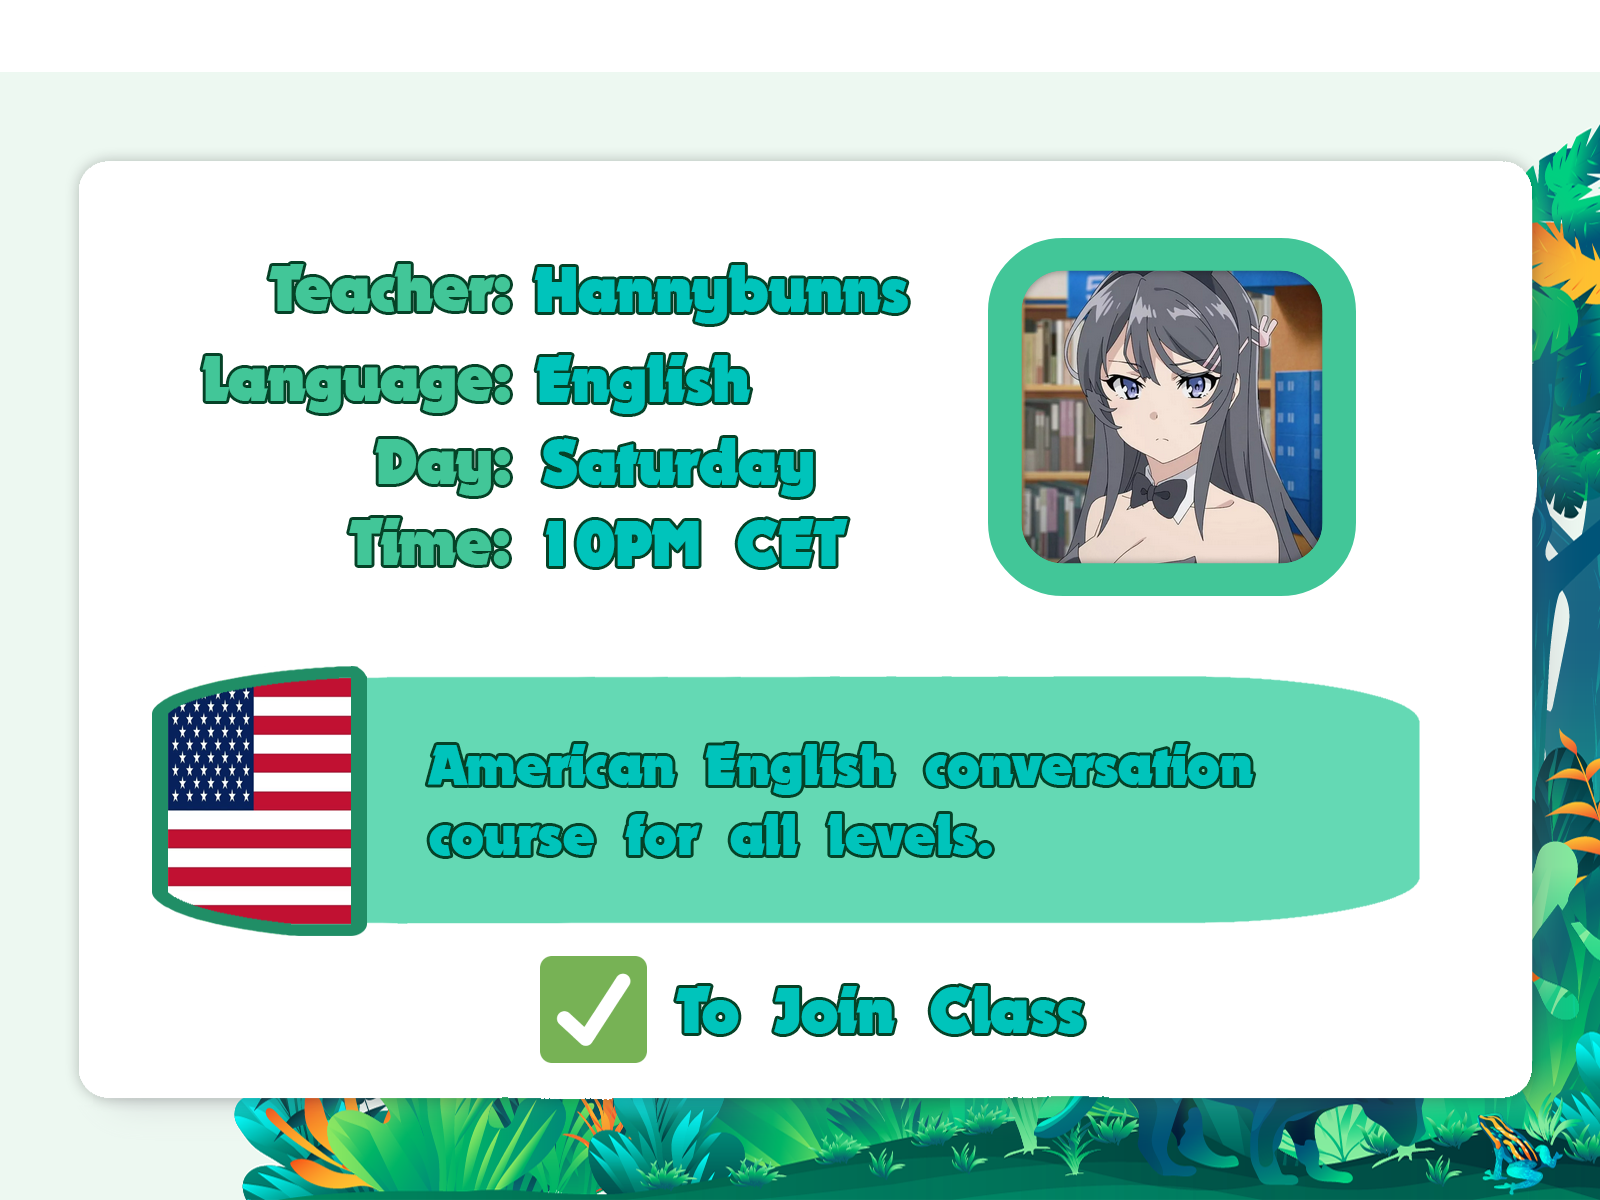 Teacher: Hannybunns
Language: English
Day: Saturday
Time: 10PM CET
American English conversation
course for all levels.
To Join Class